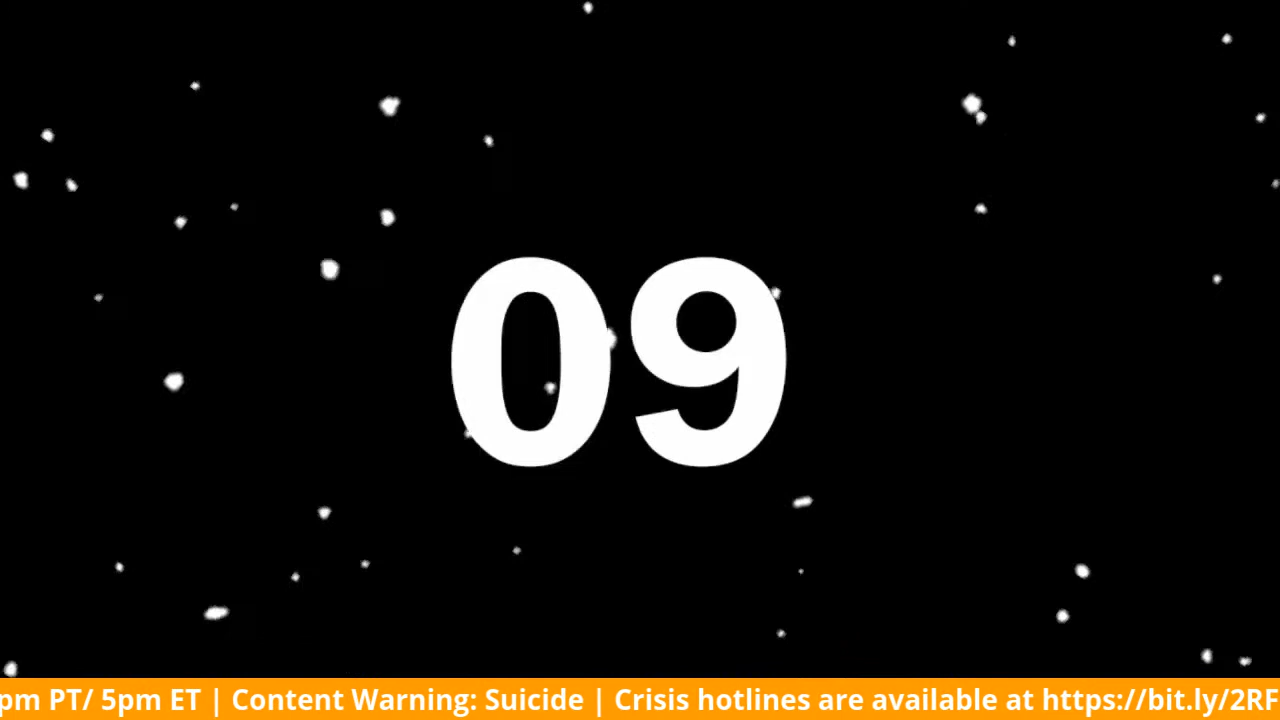 09
pm PT/ 5pm ET | Content Warning: Suicide | Crisis hotlines are available at https://bit.ly/2RF